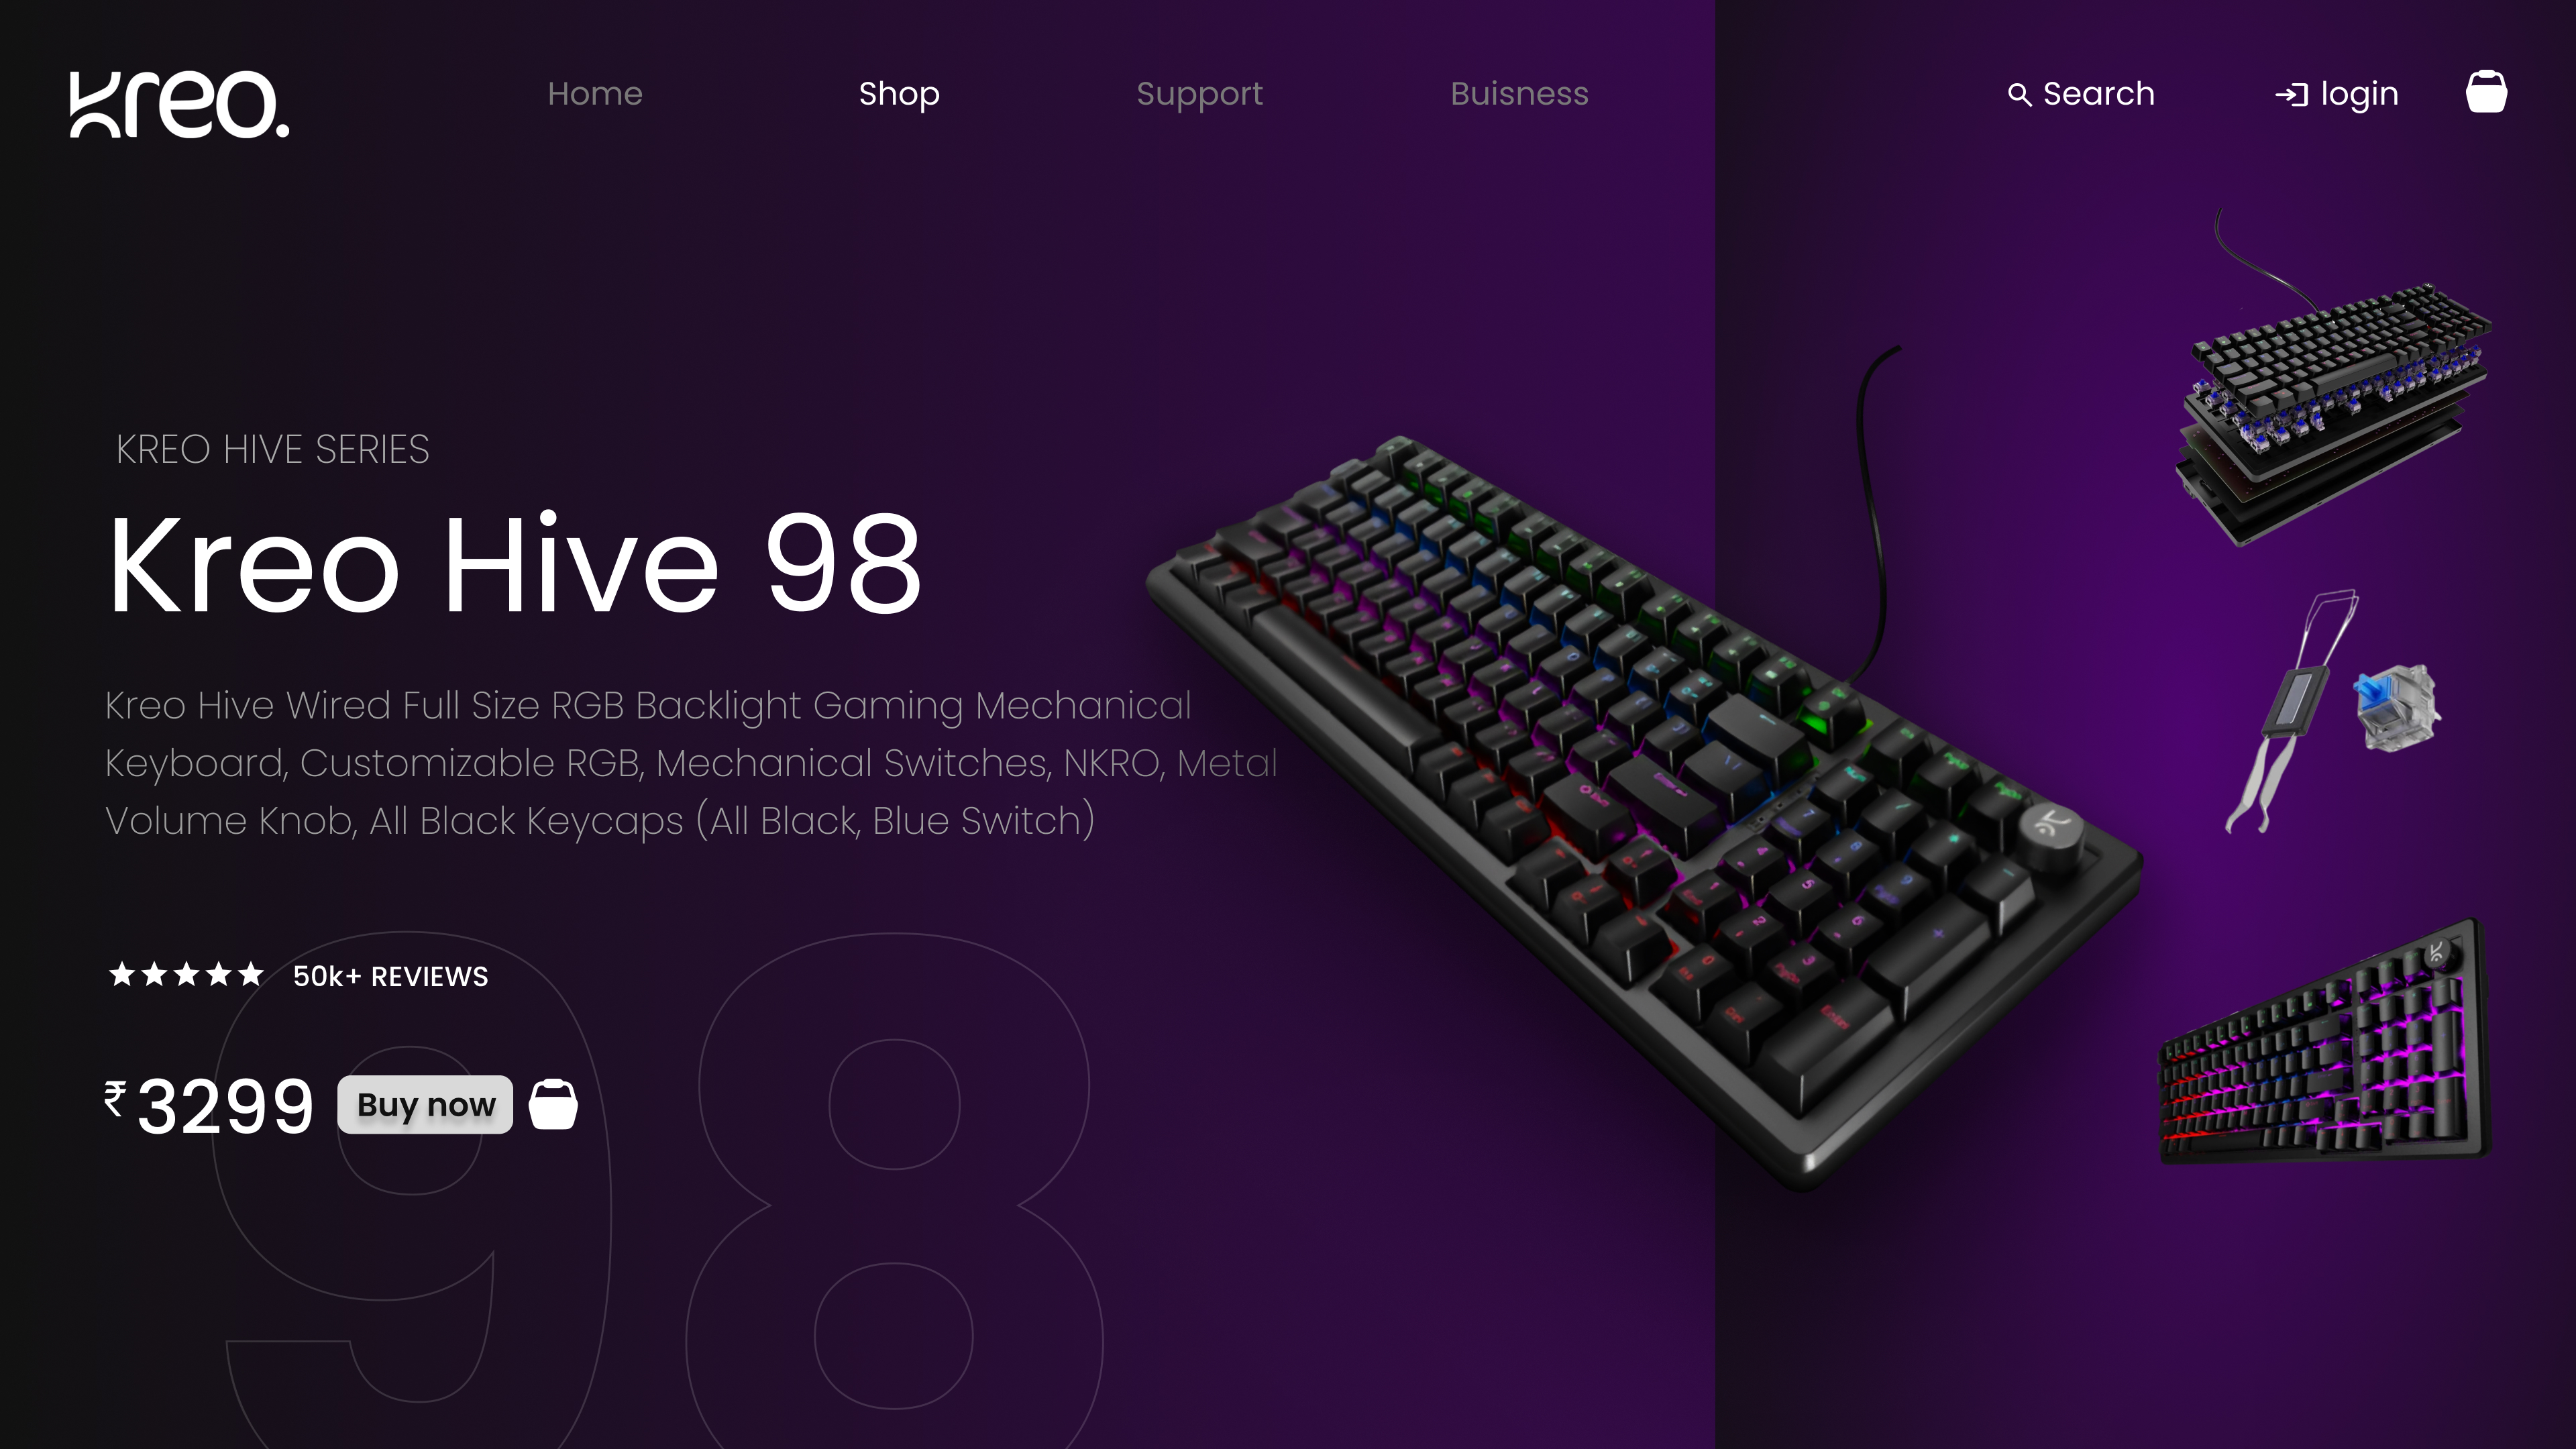 kreo.
Home
Shop
Support
Buisness
Search
login
KREO HIVE SERIES
Kreo Hive 98
Kreo Hive Wired Full Size RGB Backlight Gaming Mechanical
Keyboard, Customizable RGB, Mechanical Switches, NKRO, Metal
Volume Knob, All Black Keycaps (All Black, Blue Switch)
50k+ REVIEWS
₹3299
Buy now
98